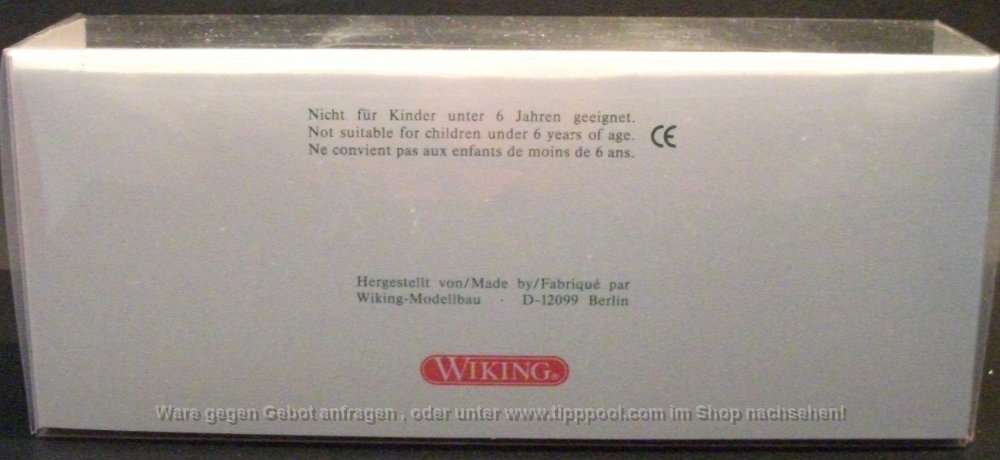 Nicht für Kinder unter 6 Jahren geeignet.
Not suitable for children under 6 years of age.
Ne convient pas aux enfants de moins de 6 ans.
CE
Hergestellt von/Made by/Fabriqué par
Wiking-Modellbau · D-12099 Berlin
WIKING®
Ware gegen Gebot anfragen , oder unter www.tipppool.com im Shop nachsehen!